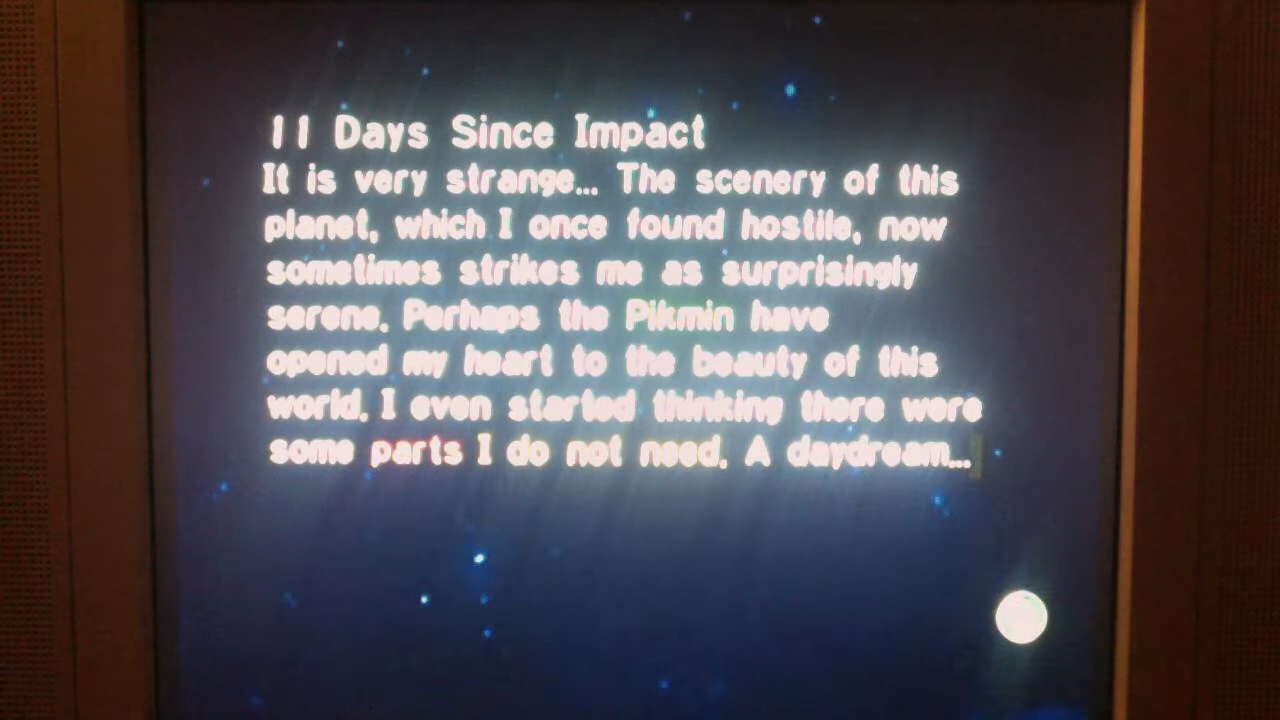 11 Days Since Impact
It is very strange... The scenery of this
planet, which I once found hostile, now
sometimes strikes me as surprisingly
serene. Perhaps the Pikmin have
opened my heart to the beauty of this
world. I even started thinking there were
some parts I do not need. A daydream...